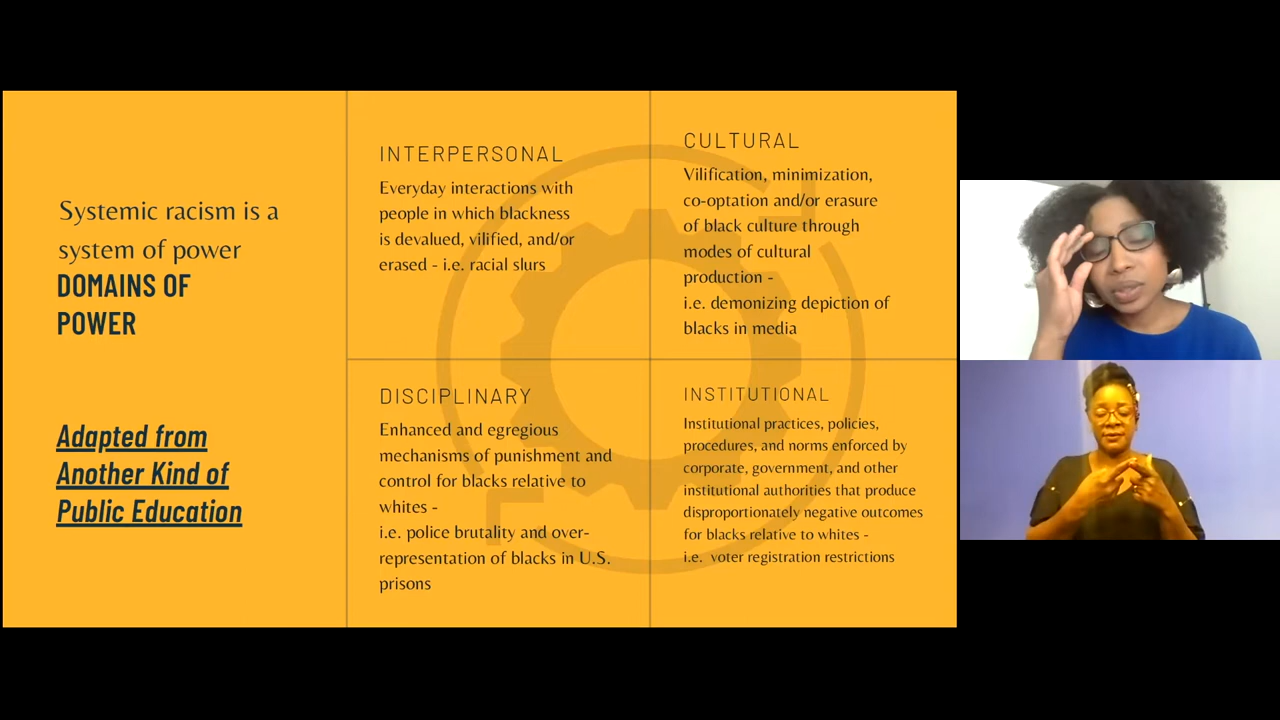 Systemic racism is a
system of power
DOMAINS OF
POWER
Adapted from
Another Kind of
Public Education
INTERPERSONAL
Everyday interactions with
people in which blackness
is devalued, vilified, and/or
erased - i.e. racial slurs
CULTURAL
Vilification, minimization,
co-optation and/or erasure
of black culture through
modes of cultural
production -
i.e. demonizing depiction of
blacks in media
DISCIPLINARY
Enhanced and egregious
mechanisms of punishment and
control for blacks relative to
whites -
i.e. police brutality and over-
representation of blacks in U.S.
prisons
INSTITUTIONAL
Institutional practices, policies,
procedures, and norms enforced by
corporate, government, and other
institutional authorities that produce
disproportionately negative outcomes
for blacks relative to whites -
i.e. voter registration restrictions